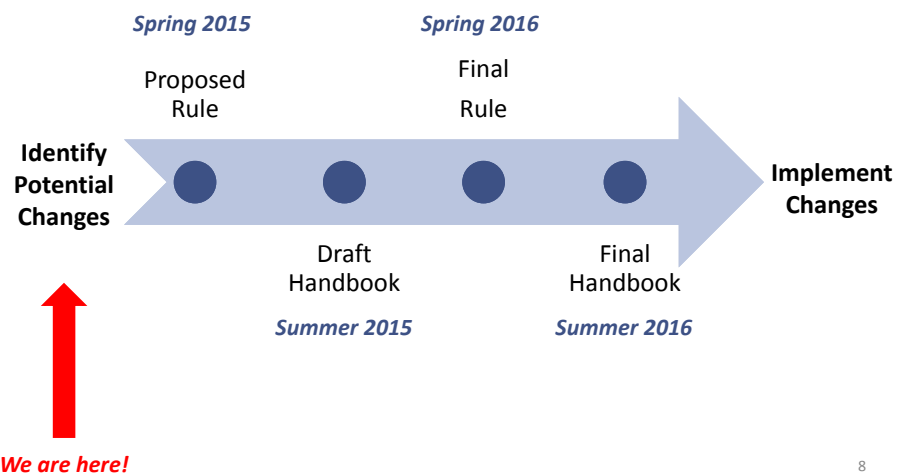 Spring 2015
Spring 2016
Proposed
Rule
Final
Rule
Identify
Potential
Changes
Implement
Changes
Draft
Handbook
Final
Handbook
Summer 2015
Summer 2016
We are here!
8